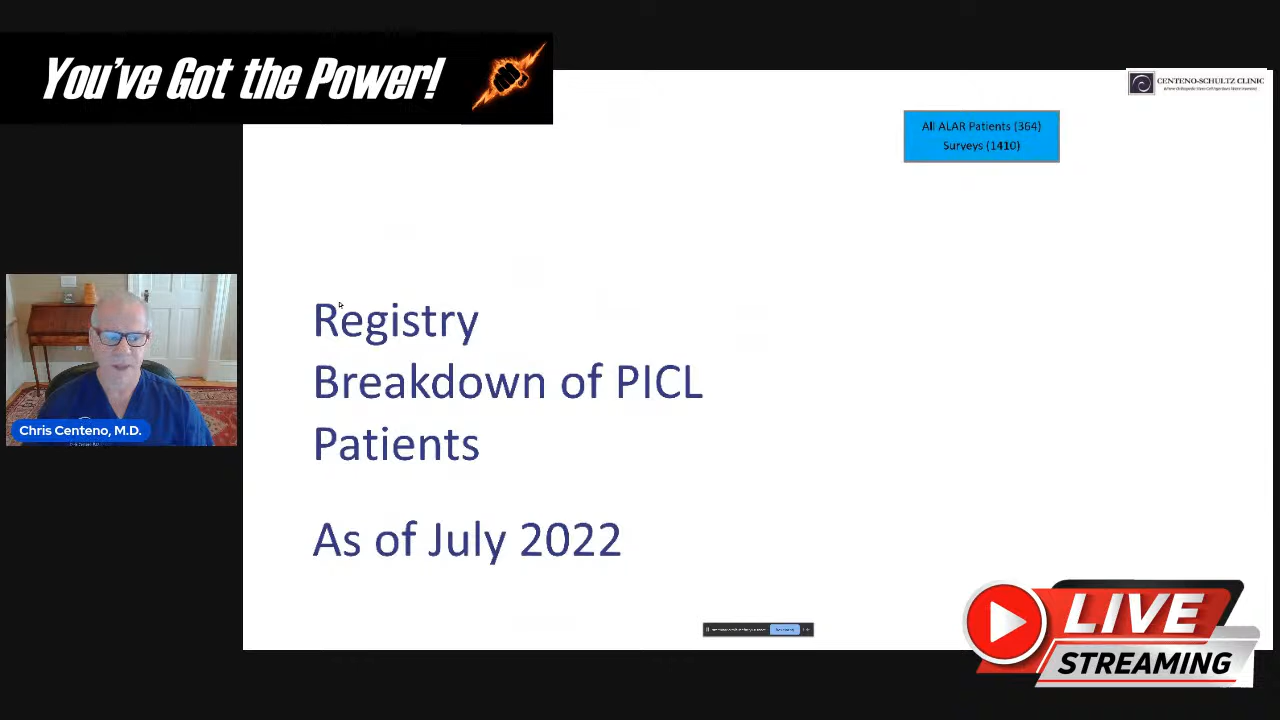 You've Got the Power!
CENTENO-SCHULTZ CLINIC
All ALAR Patients (364)
Surveys (1410)
Registry
Breakdown of PICL
Patients
As of July 2022
Chris Centeno, M.D.
LIVE
STREAMING